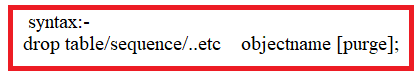 syntax:-
drop table/sequence/..etc objectname [purge];